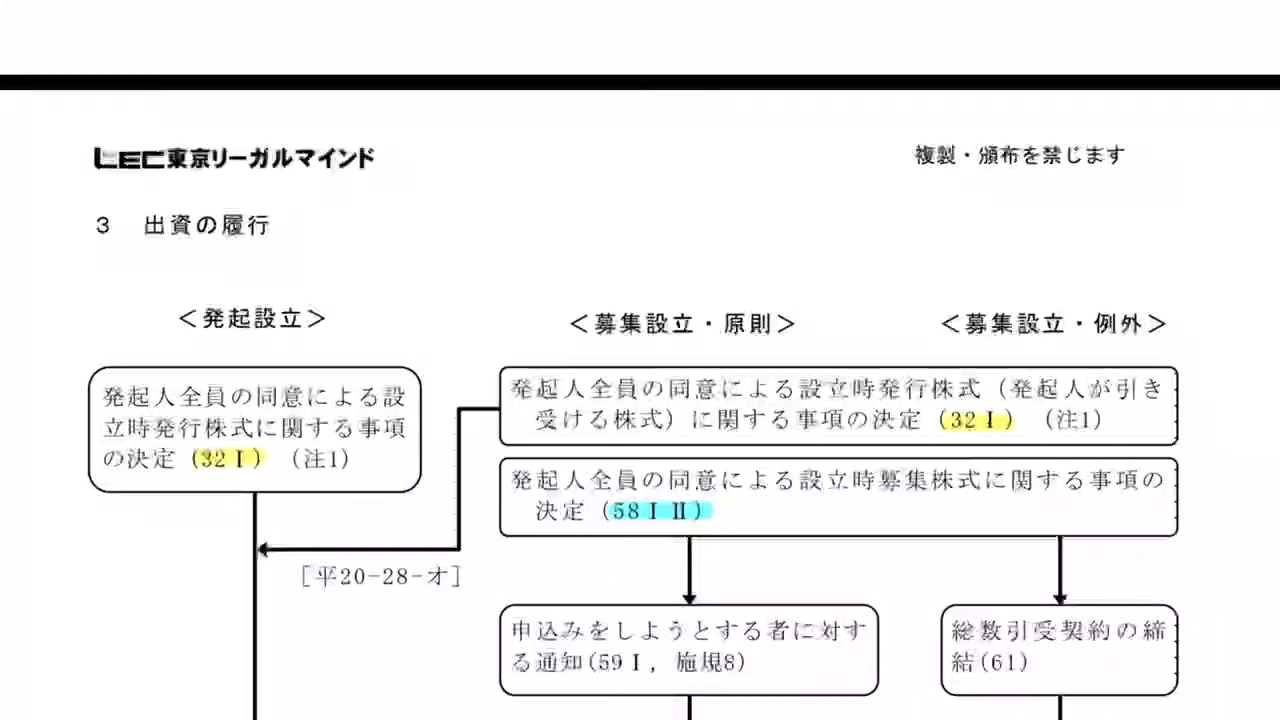 LEC東京リーガルマインド
複製・頒布を禁じます
3 出資の履行
＜発起設立＞
＜募集設立・原則＞
＜募集設立・例外＞
発起人全員の同意による設
立時発行株式に関する事項
の決定（32Ⅰ）（注1）
発起人全員の同意による設立時発行株式（発起人が引き
受ける株式）に関する事項の決定（32Ⅰ）（注1）
発起人全員の同意による設立時募集株式に関する事項の
決定（58ⅠⅡ）
［平20-28-オ］
申込みをしようとする者に対す
る通知(59Ⅰ，施規8)
総数引受契約の締
結(61)